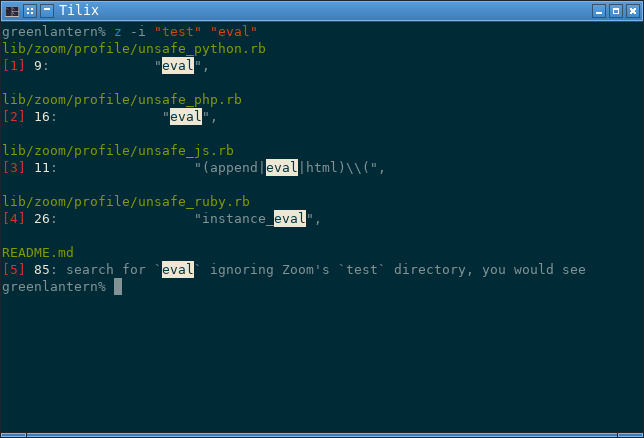 Tilix
greenlantern% z -i "test" "eval"
lib/zoom/profile/unsafe_python.rb
[1] 9:             "eval",
lib/zoom/profile/unsafe_php.rb
[2] 16:             "eval",
lib/zoom/profile/unsafe_js.rb
[3] 11:                 "(append|eval|html)\\(",
lib/zoom/profile/unsafe_ruby.rb
[4] 26:                 "instance_eval",
README.md
[5] 85: search for `eval` ignoring Zoom's `test` directory, you would see
greenlantern%